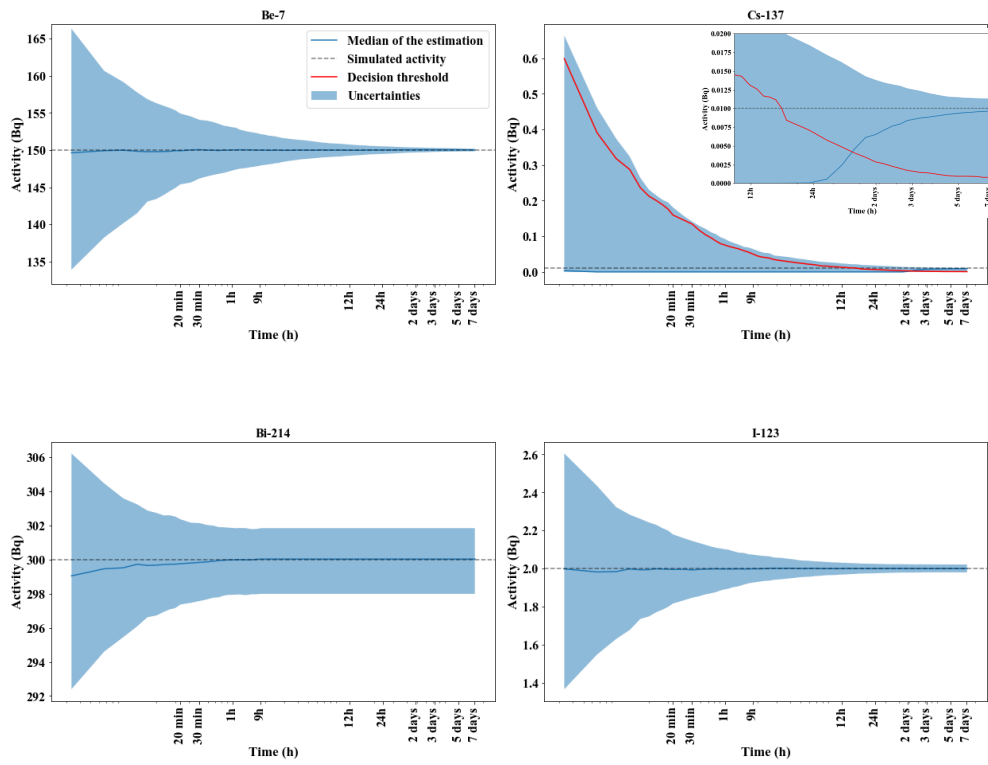 Be-7
Activity (Bq)
165
160
155
150
145
140
135
Median of the estimation
Simulated activity
Decision threshold
Uncertainties
20 min
30 min
1h
9h
12h
24h
2 days
3 days
5 days
7 days
Time (h)
Cs-137
Activity (Bq)
0.6
0.5
0.4
0.3
0.2
0.1
0.0
Activity (Bq)
0.0200
0.0175
0.0150
0.0125
0.0100
0.0075
0.0050
0.0025
0.0000
12h
24h
2 days
3 days
5 days
7 days
Time (h)
20 min
30 min
1h
9h
12h
24h
2 days
3 days
5 days
7 days
Time (h)
Bi-214
Activity (Bq)
306
304
302
300
298
296
294
292
20 min
30 min
1h
9h
12h
24h
2 days
3 days
5 days
7 days
Time (h)
I-123
Activity (Bq)
2.6
2.4
2.2
2.0
1.8
1.6
1.4
20 min
30 min
1h
9h
12h
24h
2 days
3 days
5 days
7 days
Time (h)